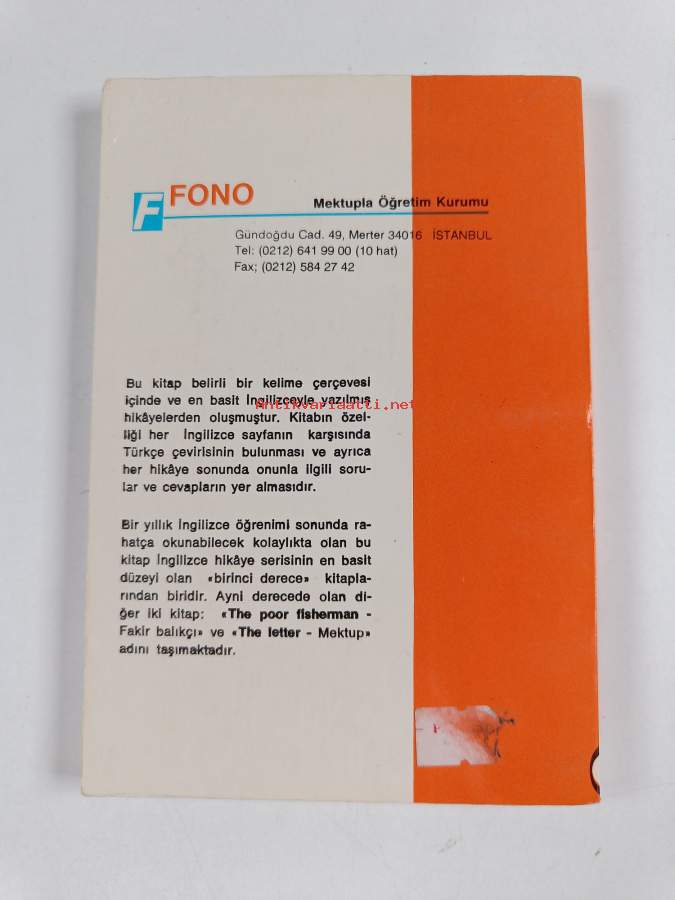 F FONO
Mektupla Öğretim Kurumu
Gündoğdu Cad. 49, Merter 34016 İSTANBUL
Tel: (0212) 641 99 00 (10 hat)
Fax; (0212) 584 27 42
Bu kitap belirli bir kelime çerçevesi
içinde ve en basit İngilizceyle yazılmış
Antikvariaatti.net
hikâyelerden oluşmuştur. Kitabın özel-
liği her İngilizce sayfanın karşısında
Türkçe çevirisinin bulunması ve ayrıca
her hikâye sonunda onunla ilgili soru-
lar ve cevapların yer almasıdır.
Bir yıllık İngilizce öğrenimi sonunda ra-
hatça okunabilecek kolaylıkta olan bu
kitap İngilizce hikâye serisinin en basit
düzeyi olan «birinci derece» kitapla-
rından biridir. Ayni derecede olan di-
ğer iki kitap: «The poor fisherman -
Fakir balıkçı» ve «The letter - Mektup»
adını taşımaktadır.